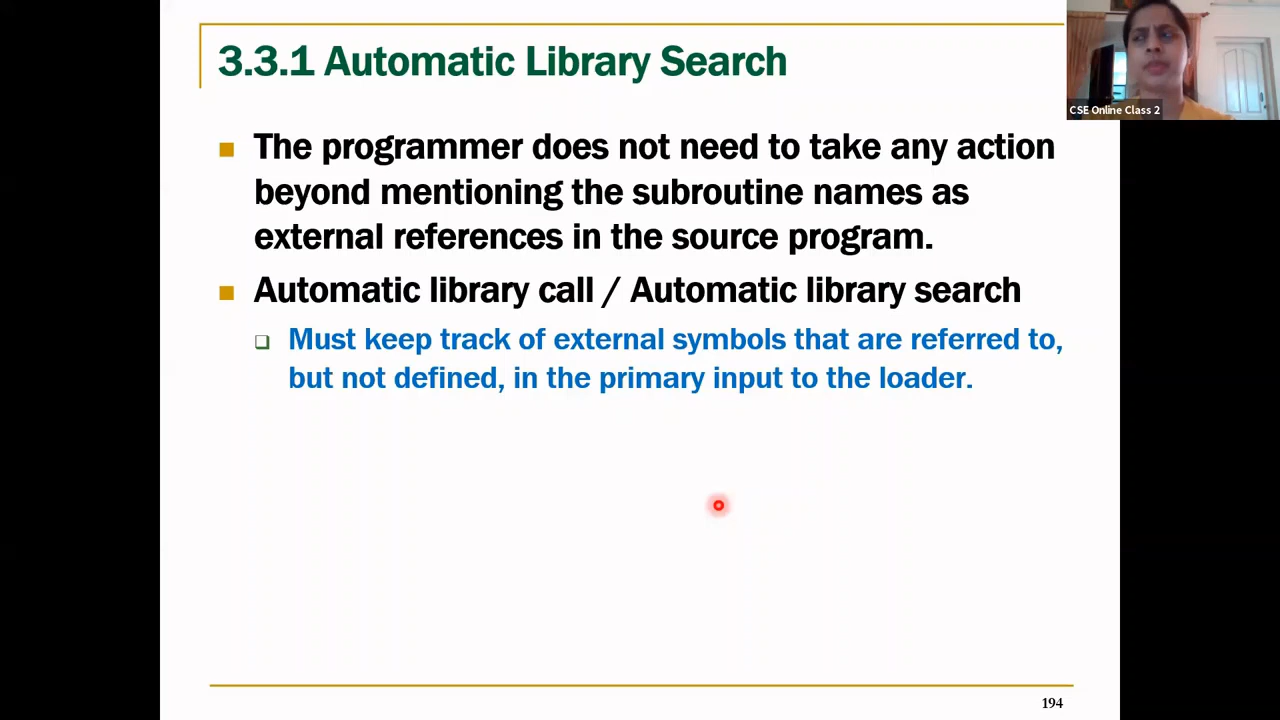 3.3.1 Automatic Library Search
CSE Online Class 2
The programmer does not need to take any action
beyond mentioning the subroutine names as
external references in the source program.
Automatic library call / Automatic library search
Must keep track of external symbols that are referred to,
but not defined, in the primary input to the loader.
194